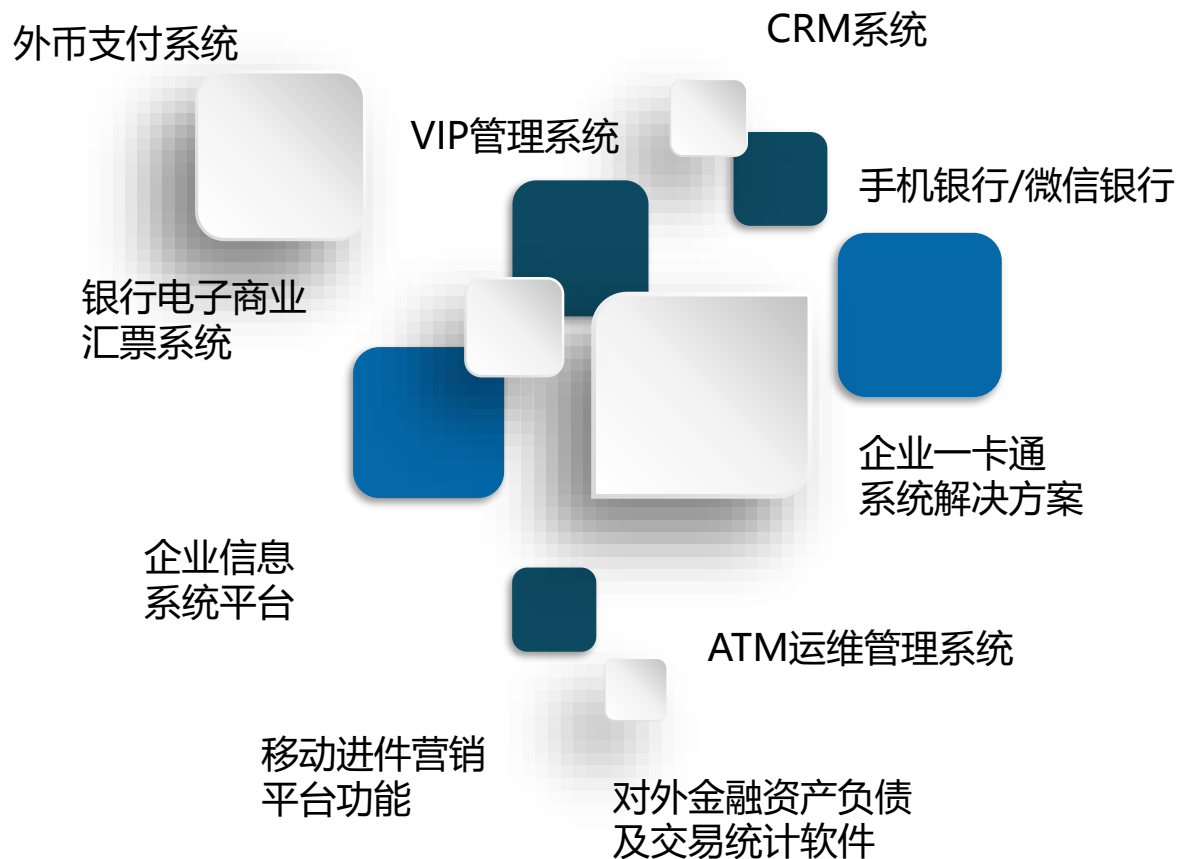 外币支付系统
CRM系统
VIP管理系统
手机银行/微信银行
银行电子商业
汇票系统
企业一卡通
系统解决方案
企业信息
系统平台
ATM运维管理系统
移动进件营销
平台功能
对外金融资产负债
及交易统计软件